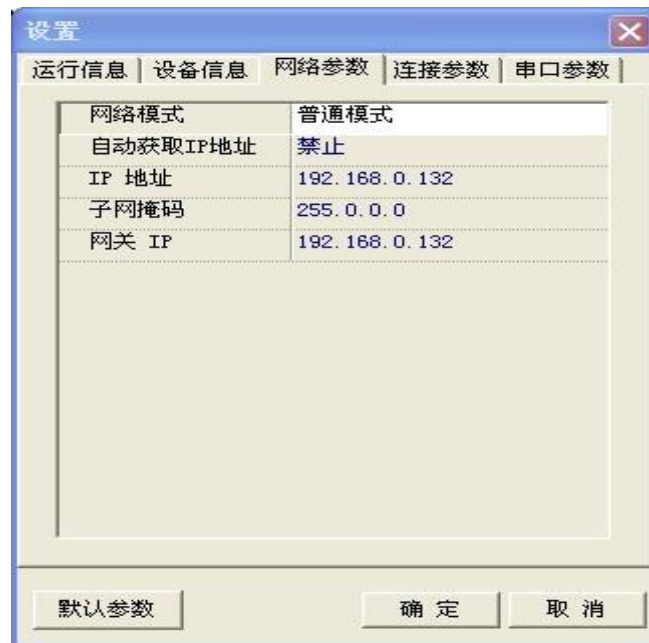 设置
运行信息 设备信息 网络参数 连接参数 串口参数
网络模式 普通模式
自动获取IP地址 禁止
IP 地址 192.168.0.132
子网掩码 255.0.0.0
网关 IP 192.168.0.132
默认参数 确 定 取 消